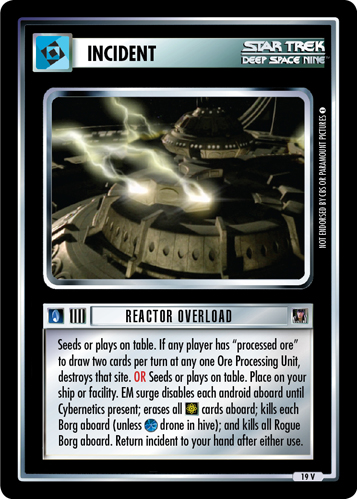 INCIDENT
STAR TREK
DEEP SPACE NINE™
NOT ENDORSED BY CBS OR PARAMOUNT PICTURES
REACTOR OVERLOAD
Seeds or plays on table. If any player has "processed ore"
to draw two cards per turn at any one Ore Processing Unit,
destroys that site. OR Seeds or plays on table. Place on your
ship or facility. EM surge disables each android aboard until
Cybernetics present; erases all cards aboard; kills each
Borg aboard (unless drone in hive); and kills all Rogue
Borg aboard. Return incident to your hand after either use.
19 V